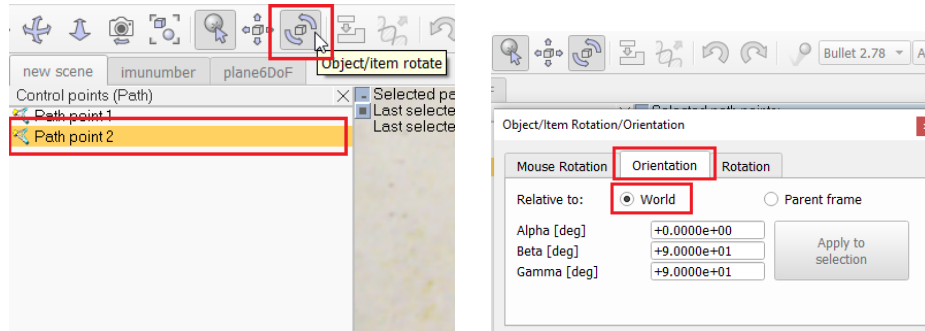 Object/item rotate
new scene imunumber plane6DoF
Control points (Path)
Selected pa
Path point 1
Last selecte
Path point 2
Last selecte
Bullet 2.78
A
Selected path points:
Object/Item Rotation/Orientation
Mouse Rotation Orientation Rotation
Relative to: World Parent frame
Alpha [deg] +0.0000e+00
Beta [deg] +9.0000e+01
Gamma [deg] +9.0000e+01
Apply to
selection